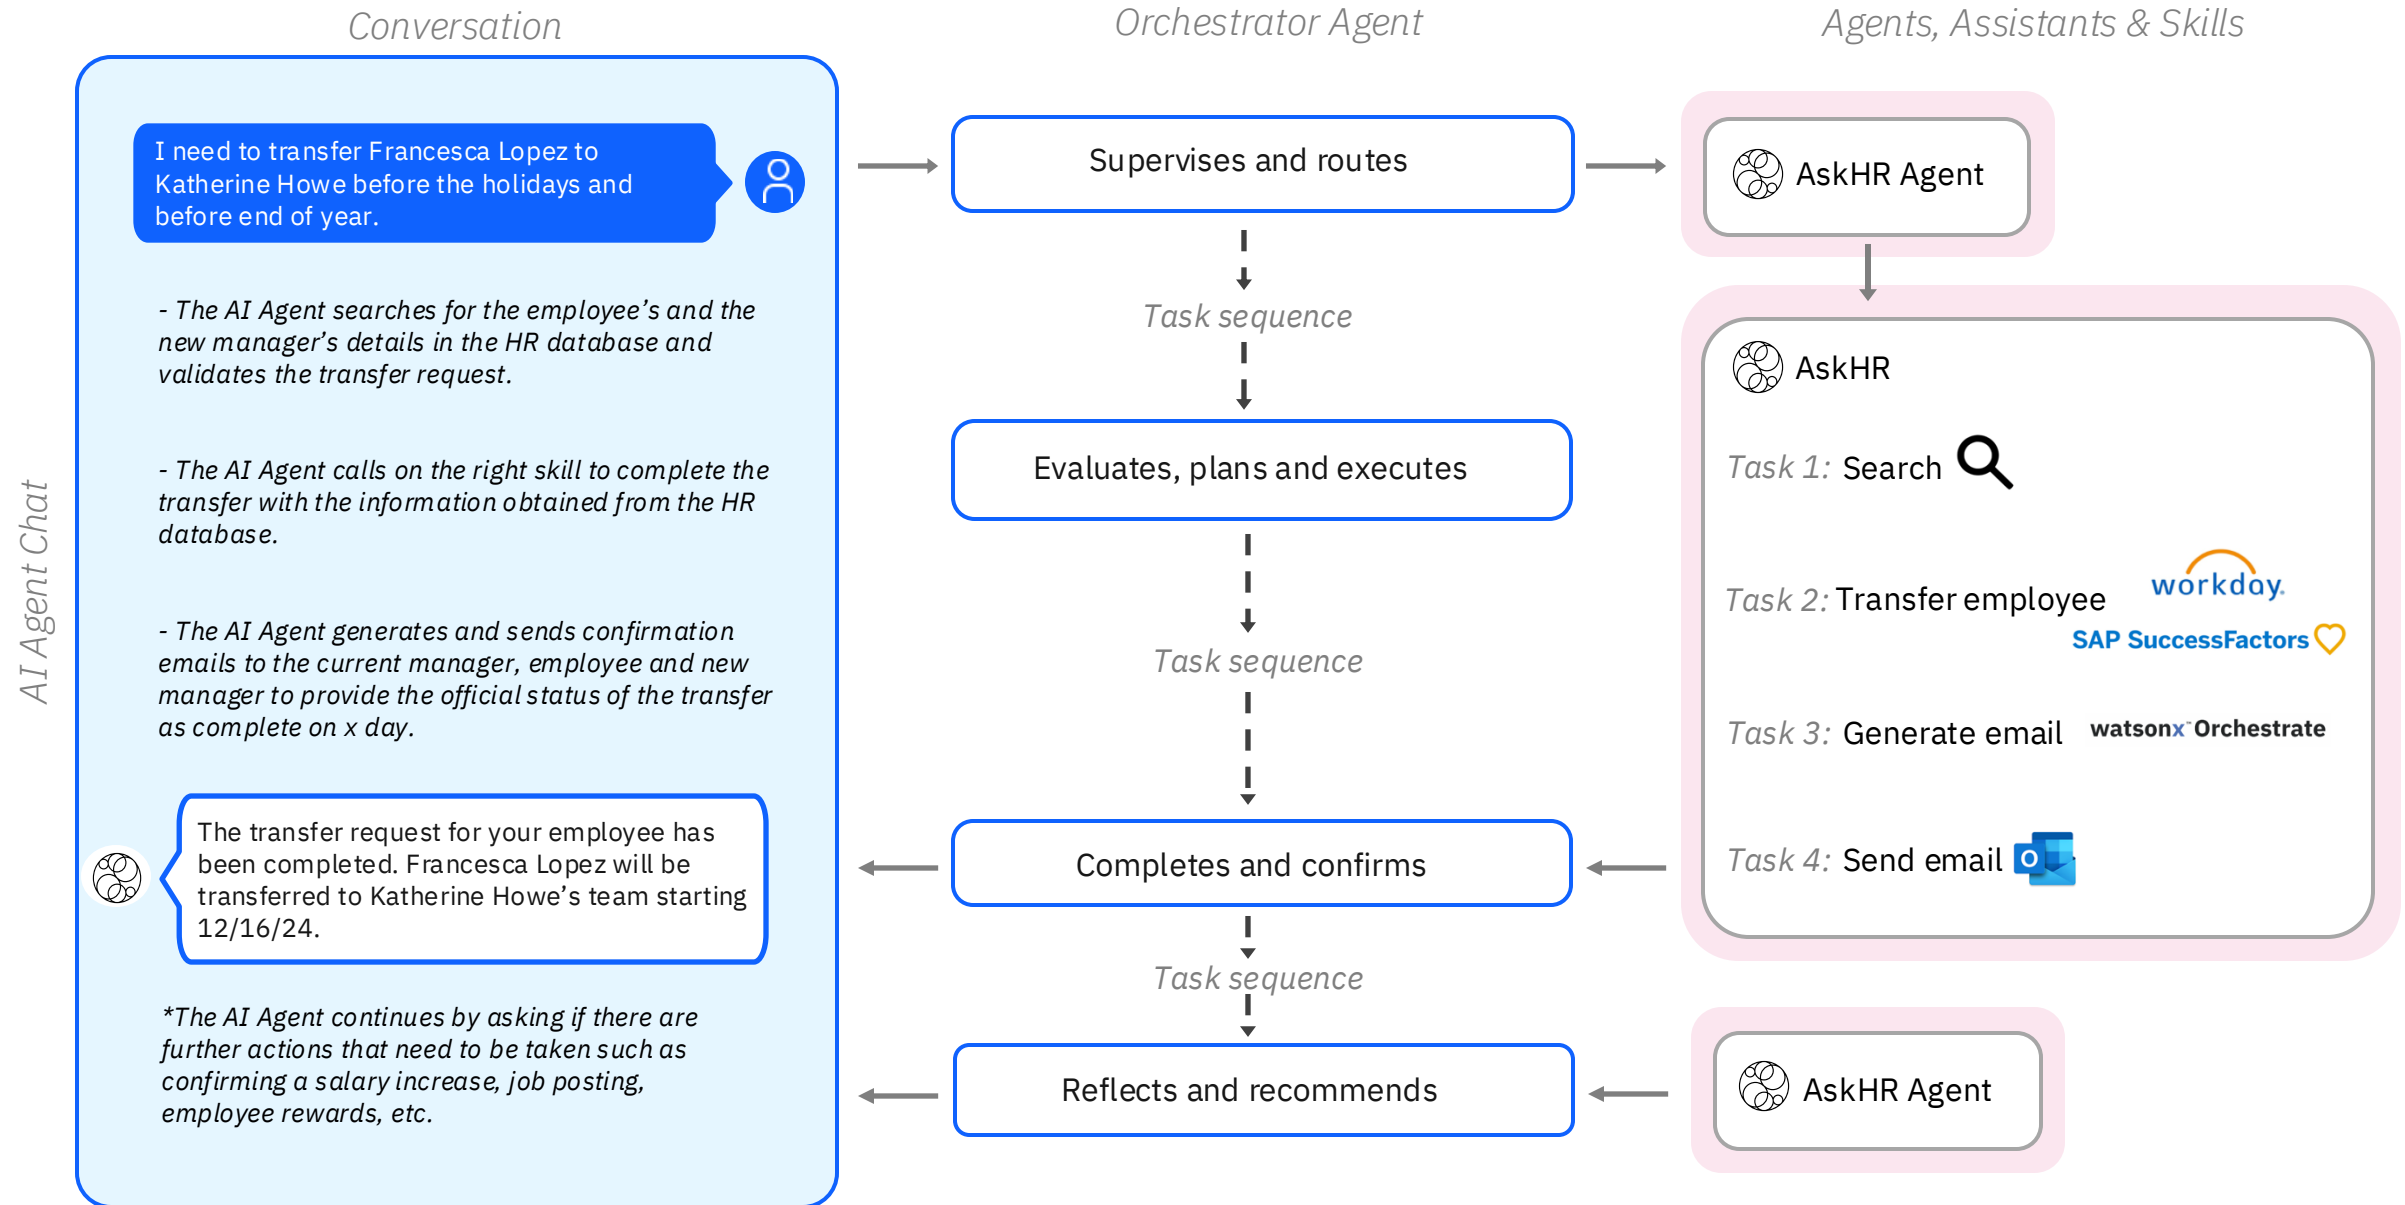 Conversation
Orchestrator Agent
Agents, Assistants & Skills
AI Agent Chat
I need to transfer Francesca Lopez to
Katherine Howe before the holidays and
before end of year.
- The AI Agent searches for the employee’s and the
new manager’s details in the HR database and
validates the transfer request.
- The AI Agent calls on the right skill to complete the
transfer with the information obtained from the HR
database.
- The AI Agent generates and sends confirmation
emails to the current manager, employee and new
manager to provide the official status of the transfer
as complete on x day.
The transfer request for your employee has
been completed. Francesca Lopez will be
transferred to Katherine Howe’s team starting
12/16/24.
*The AI Agent continues by asking if there are
further actions that need to be taken such as
confirming a salary increase, job posting,
employee rewards, etc.
Supervises and routes
Task sequence
Evaluates, plans and executes
Task sequence
Completes and confirms
Task sequence
Reflects and recommends
AskHR Agent
AskHR
Task 1: Search
Task 2: Transfer employee
workday.
SAP SuccessFactors
Task 3: Generate email watsonx™ Orchestrate
Task 4: Send email O
AskHR Agent